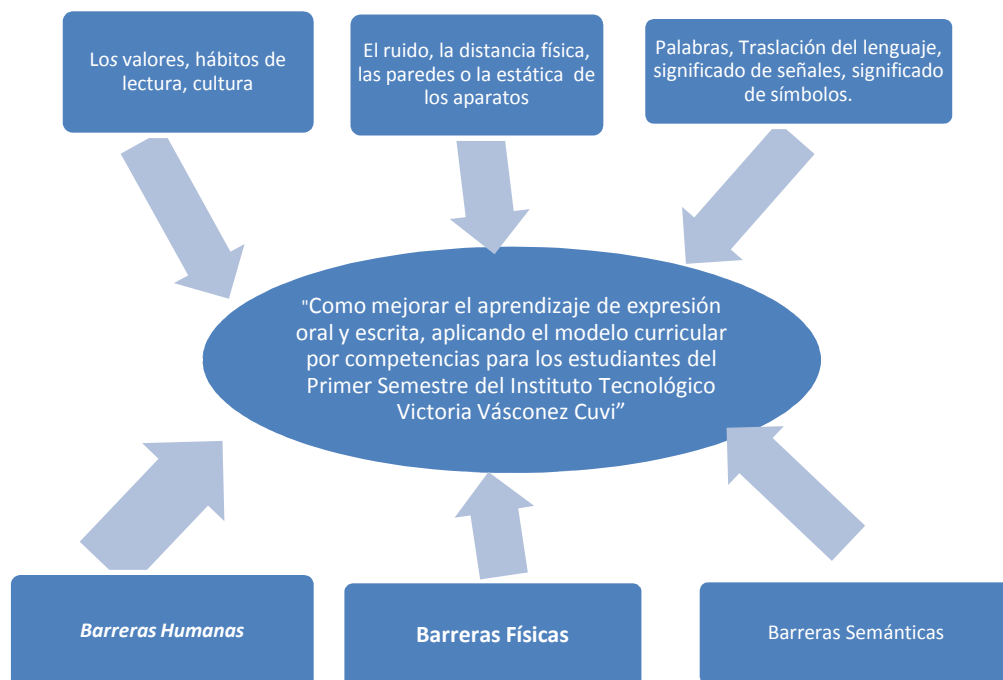 Los valores, hábitos de
lectura, cultura
El ruido, la distancia física,
las paredes o la estática de
los aparatos
Palabras, Traslación del lenguaje,
significado de señales, significado
de símbolos.
"Como mejorar el aprendizaje de expresión
oral y escrita, aplicando el modelo curricular
por competencias para los estudiantes del
Primer Semestre del Instituto Tecnológico
Victoria Vásconez Cuvi”
Barreras Humanas
Barreras Físicas
Barreras Semánticas